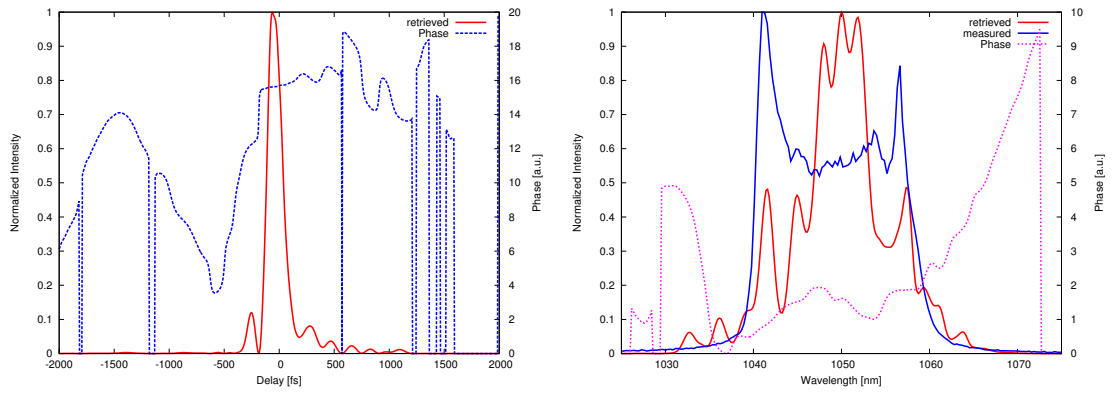 retrieved
Phase
Normalized Intensity
Phase [a.u.]
Delay [fs]
0 0.1 0.2 0.3 0.4 0.5 0.6 0.7 0.8 0.9 1
0 2 4 6 8 10 12 14 16 18 20
-2000 -1500 -1000 -500 0 500 1000 1500 2000
retrieved
measured
Phase
Normalized Intensity
Phase [a.u.]
Wavelength [nm]
0 0.1 0.2 0.3 0.4 0.5 0.6 0.7 0.8 0.9 1
0 1 2 3 4 5 6 7 8 9 10
1030 1040 1050 1060 1070